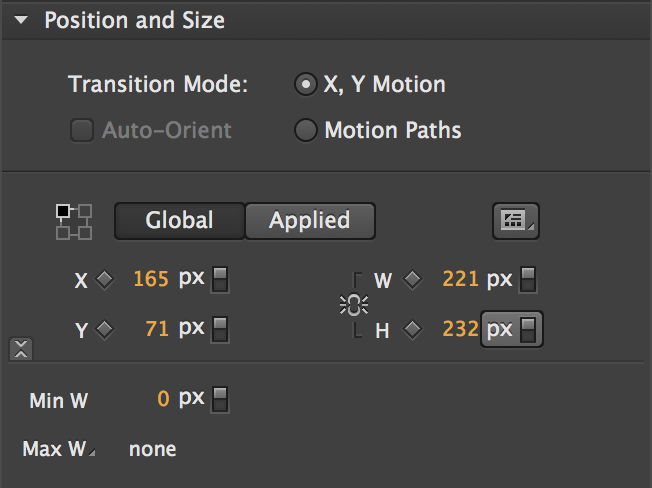 Position and Size
Transition Mode: X, Y Motion
Auto-Orient Motion Paths
Global Applied
X 165 px W 221 px
Y 71 px H 232 px
Min W 0 px
Max W none